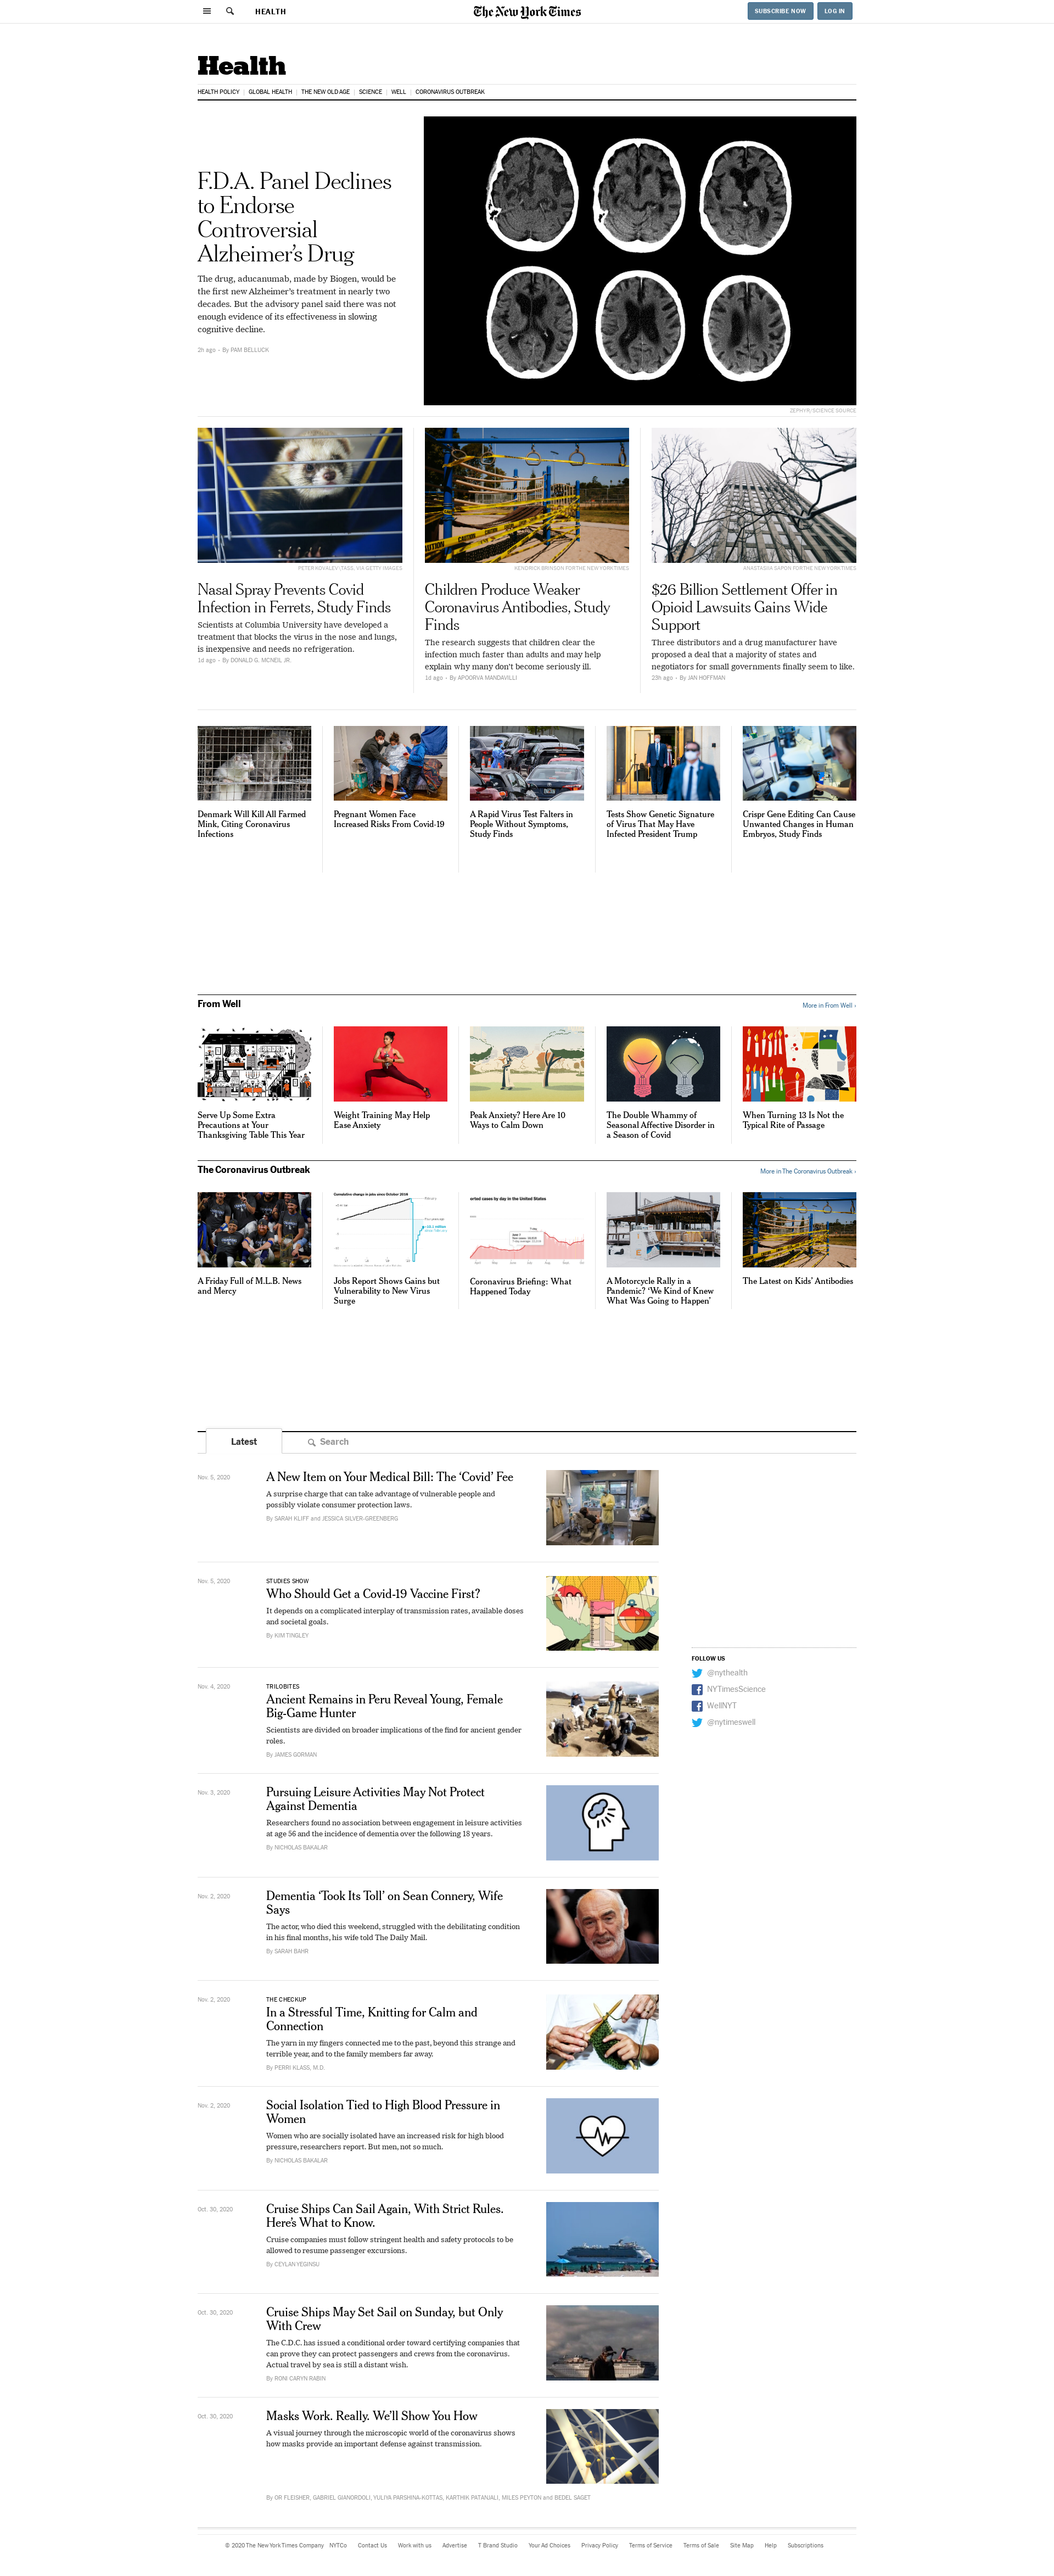 HEALTH
The New York Times
SUBSCRIBE NOW
LOG IN
Health
HEALTH POLICY
GLOBAL HEALTH
THE NEW OLD AGE
SCIENCE
WELL
CORONAVIRUS OUTBREAK
F.D.A. Panel Declines
to Endorse
Controversial
Alzheimer’s Drug
The drug, aducanumab, made by Biogen, would be
the first new Alzheimer’s treatment in nearly two
decades. But the advisory panel said there was not
enough evidence of its effectiveness in slowing
cognitive decline.
2h ago - By PAM BELLUCK
ZEPHYR/SCIENCE SOURCE
PETER KOVALEV\TASS, VIA GETTY IMAGES
Nasal Spray Prevents Covid
Infection in Ferrets, Study Finds
Scientists at Columbia University have developed a
treatment that blocks the virus in the nose and lungs,
is inexpensive and needs no refrigeration.
1d ago - By DONALD G. MCNEIL JR.
KENDRICK BRINSON FOR THE NEW YORK TIMES
Children Produce Weaker
Coronavirus Antibodies, Study
Finds
The research suggests that children clear the
infection much faster than adults and may help
explain why many don’t become seriously ill.
1d ago - By APOORVA MANDAVILLI
ANASTASIIA SAPON FOR THE NEW YORK TIMES
$26 Billion Settlement Offer in
Opioid Lawsuits Gains Wide
Support
Three distributors and a drug manufacturer have
proposed a deal that a majority of states and
negotiators for small governments finally seem to like.
23h ago - By JAN HOFFMAN
Denmark Will Kill All Farmed
Mink, Citing Coronavirus
Infections
Pregnant Women Face
Increased Risks From Covid-19
A Rapid Virus Test Falters in
People Without Symptoms,
Study Finds
Tests Show Genetic Signature
of Virus That May Have
Infected President Trump
Crispr Gene Editing Can Cause
Unwanted Changes in Human
Embryos, Study Finds
From Well
More in From Well ›
Serve Up Some Extra
Precautions at Your
Thanksgiving Table This Year
Weight Training May Help
Ease Anxiety
Peak Anxiety? Here Are 10
Ways to Calm Down
The Double Whammy of
Seasonal Affective Disorder in
a Season of Covid
When Turning 13 Is Not the
Typical Rite of Passage
The Coronavirus Outbreak
More in The Coronavirus Outbreak ›
A Friday Full of M.L.B. News
and Mercy
Cumulative change in jobs since October 2016
Jobs Report Shows Gains but
Vulnerability to New Virus
Surge
orted cases by day in the United States
Coronavirus Briefing: What
Happened Today
A Motorcycle Rally in a
Pandemic? ‘We Kind of Knew
What Was Going to Happen’
The Latest on Kids’ Antibodies
Latest
Search
Nov. 5, 2020
A New Item on Your Medical Bill: The ‘Covid’ Fee
A surprise charge that can take advantage of vulnerable people and
possibly violate consumer protection laws.
By SARAH KLIFF and JESSICA SILVER-GREENBERG
Nov. 5, 2020
STUDIES SHOW
Who Should Get a Covid-19 Vaccine First?
It depends on a complicated interplay of transmission rates, available doses
and societal goals.
By KIM TINGLEY
FOLLOW US
@nythealth
NYTimesScience
WellNYT
@nytimeswell
Nov. 4, 2020
TRILOBITES
Ancient Remains in Peru Reveal Young, Female
Big-Game Hunter
Scientists are divided on broader implications of the find for ancient gender
roles.
By JAMES GORMAN
Nov. 3, 2020
Pursuing Leisure Activities May Not Protect
Against Dementia
Researchers found no association between engagement in leisure activities
at age 56 and the incidence of dementia over the following 18 years.
By NICHOLAS BAKALAR
Nov. 2, 2020
Dementia ‘Took Its Toll’ on Sean Connery, Wife
Says
The actor, who died this weekend, struggled with the debilitating condition
in his final months, his wife told The Daily Mail.
By SARAH BAHR
Nov. 2, 2020
THE CHECKUP
In a Stressful Time, Knitting for Calm and
Connection
The yarn in my fingers connected me to the past, beyond this strange and
terrible year, and to the family members far away.
By PERRI KLASS, M.D.
Nov. 2, 2020
Social Isolation Tied to High Blood Pressure in
Women
Women who are socially isolated have an increased risk for high blood
pressure, researchers report. But men, not so much.
By NICHOLAS BAKALAR
Oct. 30, 2020
Cruise Ships Can Sail Again, With Strict Rules.
Here’s What to Know.
Cruise companies must follow stringent health and safety protocols to be
allowed to resume passenger excursions.
By CEYLAN YEGINSU
Oct. 30, 2020
Cruise Ships May Set Sail on Sunday, but Only
With Crew
The C.D.C. has issued a conditional order toward certifying companies that
can prove they can protect passengers and crews from the coronavirus.
Actual travel by sea is still a distant wish.
By RONI CARYN RABIN
Oct. 30, 2020
Masks Work. Really. We’ll Show You How
A visual journey through the microscopic world of the coronavirus shows
how masks provide an important defense against transmission.
By OR FLEISHER, GABRIEL GIANORDOLI, YULIYA PARSHINA-KOTTAS, KARTHIK PATANJALI, MILES PEYTON and BEDEL SAGET
© 2020 The New York Times Company
NYTCo
Contact Us
Work with us
Advertise
T Brand Studio
Your Ad Choices
Privacy Policy
Terms of Service
Terms of Sale
Site Map
Help
Subscriptions